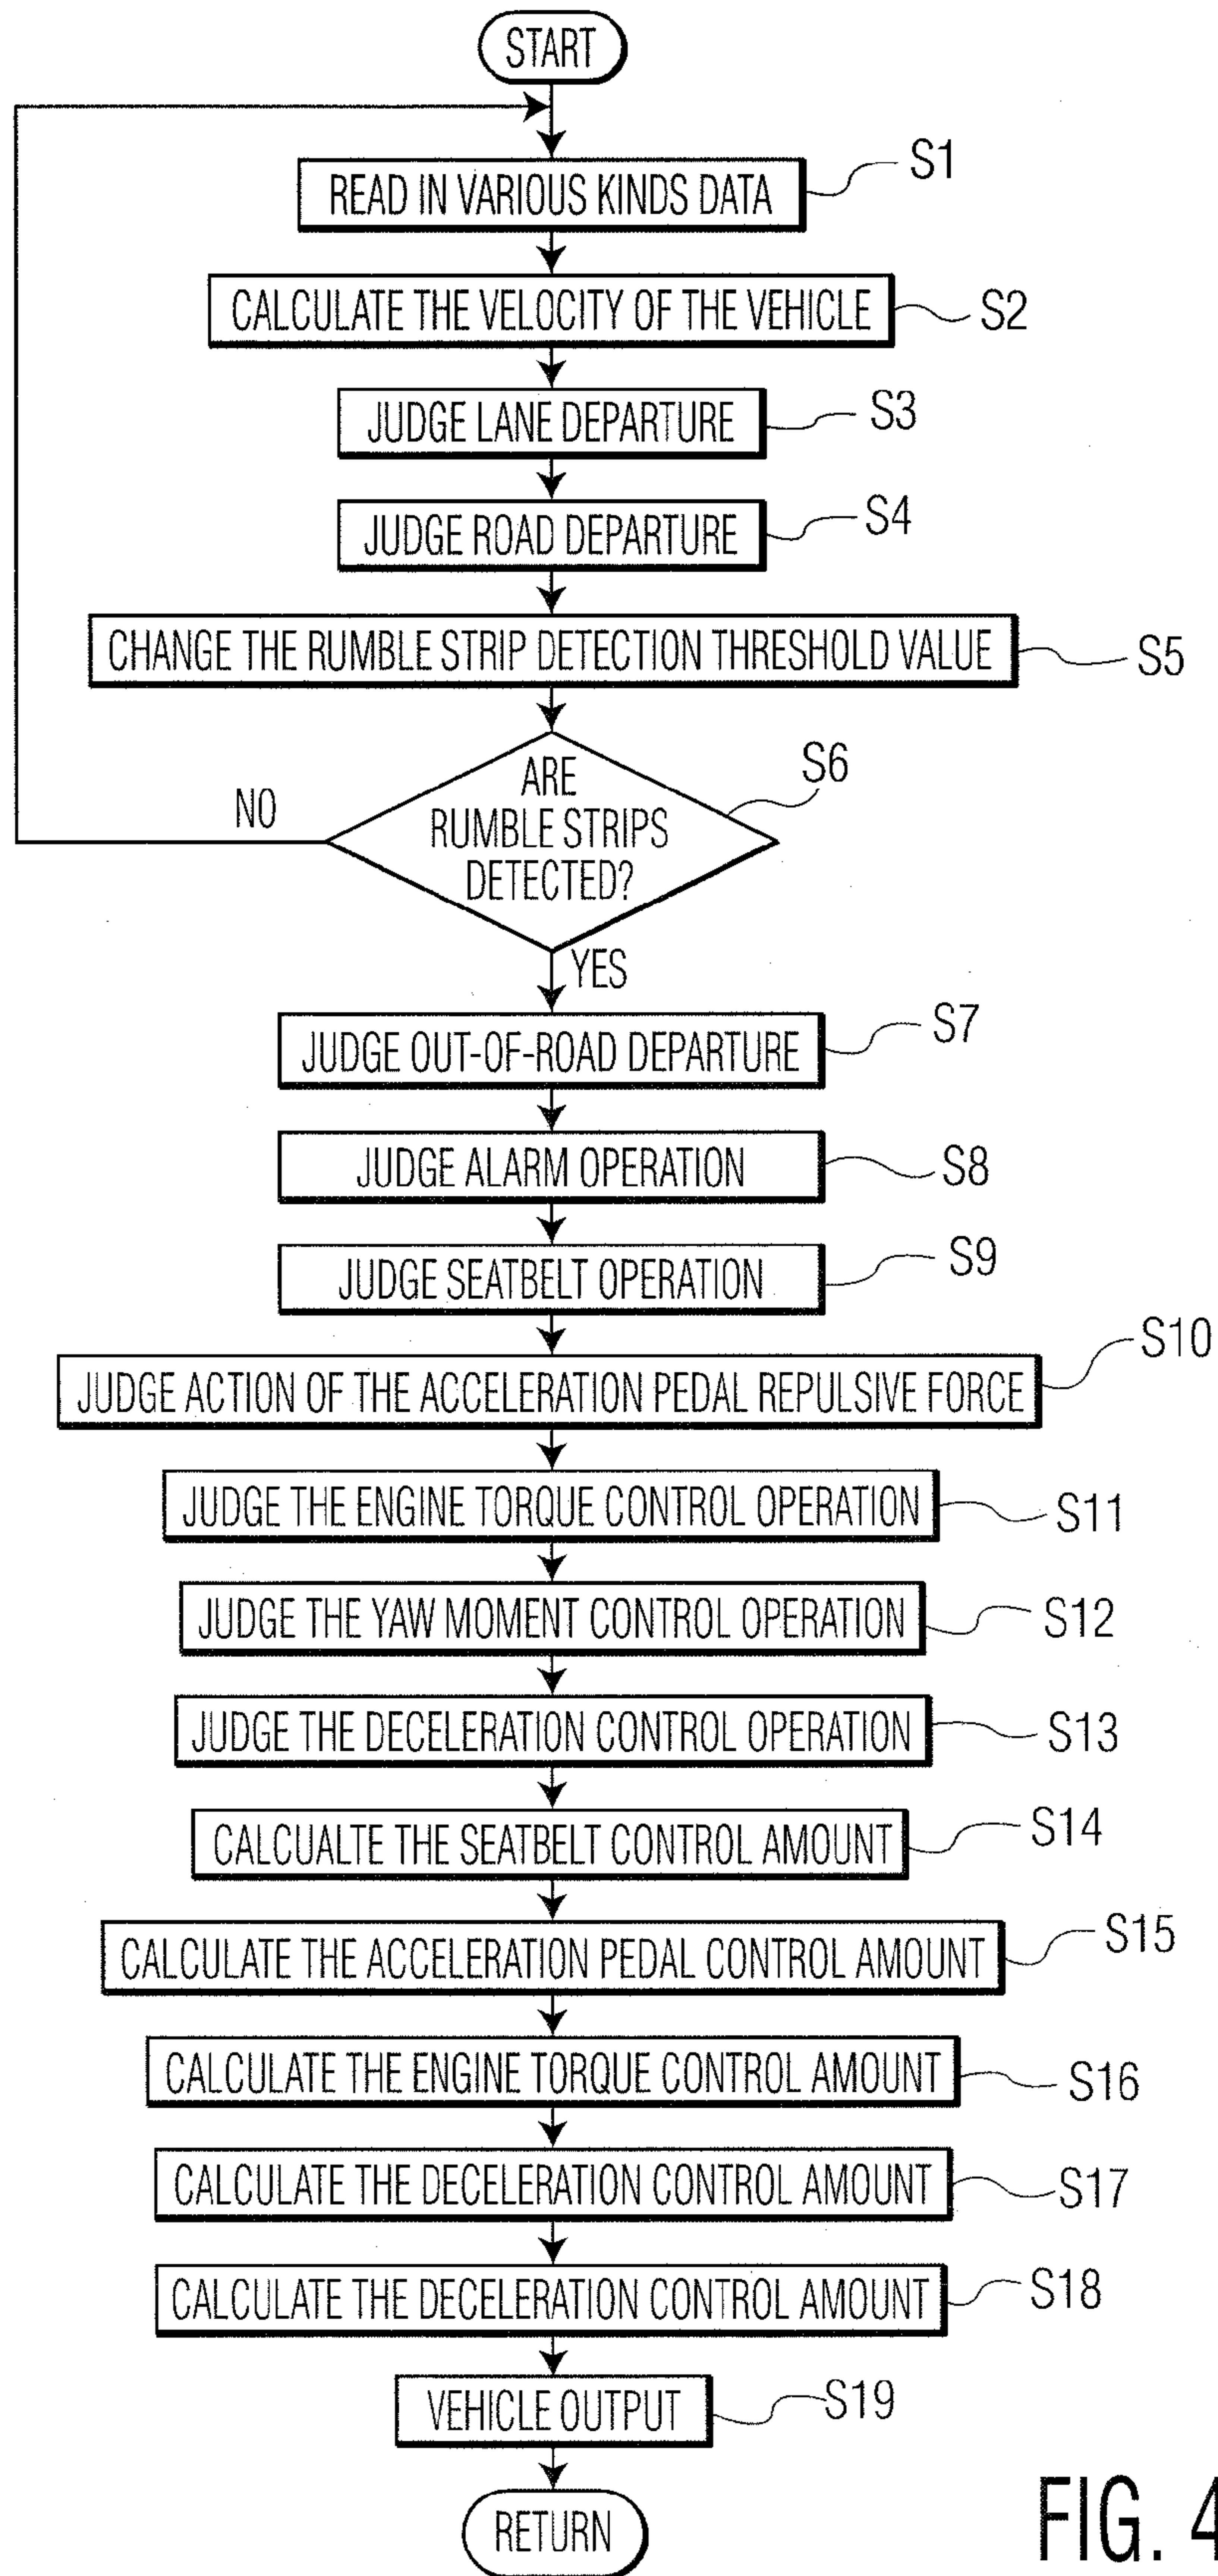 START
READ IN VARIOUS KINDS DATA
S1
CALCULATE THE VELOCITY OF THE VEHICLE
S2
JUDGE LANE DEPARTURE
S3
JUDGE ROAD DEPARTURE
S4
CHANGE THE RUMBLE STRIP DETECTION THRESHOLD VALUE
S5
ARE
RUMBLE STRIPS
DETECTED?
S6
NO
YES
JUDGE OUT-OF-ROAD DEPARTURE
S7
JUDGE ALARM OPERATION
S8
JUDGE SEATBELT OPERATION
S9
JUDGE ACTION OF THE ACCELERATION PEDAL REPULSIVE FORCE
S10
JUDGE THE ENGINE TORQUE CONTROL OPERATION
S11
JUDGE THE YAW MOMENT CONTROL OPERATION
S12
JUDGE THE DECELERATION CONTROL OPERATION
S13
CALCUALTE THE SEATBELT CONTROL AMOUNT
S14
CALCULATE THE ACCELERATION PEDAL CONTROL AMOUNT
S15
CALCULATE THE ENGINE TORQUE CONTROL AMOUNT
S16
CALCULATE THE DECELERATION CONTROL AMOUNT
S17
CALCULATE THE DECELERATION CONTROL AMOUNT
S18
VEHICLE OUTPUT
S19
RETURN
FIG. 4